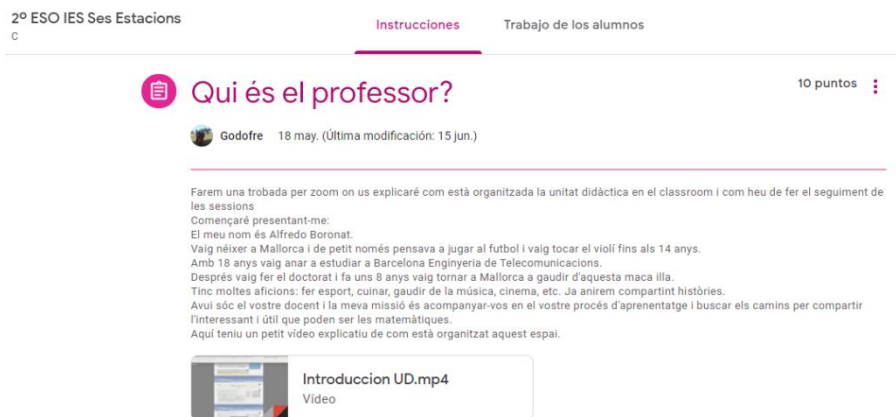 2º ESO IES Ses Estacions
C
Instrucciones
Trabajo de los alumnos
Qui és el professor?
10 puntos
Godofre 18 may. (Última modificación: 15 jun.)
Farem una trobada per zoom on us explicaré com està organitzada la unitat didàctica en el classroom i com heu de fer el seguiment de
les sessions
Començaré presentant-me:
El meu nom és Alfredo Boronat.
Vaig néixer a Mallorca i de petit només pensava a jugar al futbol i vaig tocar el violí fins als 14 anys.
Amb 18 anys vaig anar a estudiar a Barcelona Enginyeria de Telecomunicacions.
Després vaig fer el doctorat i fa uns 8 anys vaig tornar a Mallorca a gaudir d'aquesta maca illa.
Tinc moltes aficions: fer esport, cuinar, gaudir de la música, cinema, etc. Ja anirem compartint històries.
Avui sóc el vostre docent i la meva missió és acompanyar-vos en el vostre procés d'aprenentatge i buscar els camins per compartir
l'interessant i útil que poden ser les matemàtiques.
Aquí teniu un petit vídeo explicatiu de com està organitzat aquest espai.
Introduccion UD.mp4
Vídeo